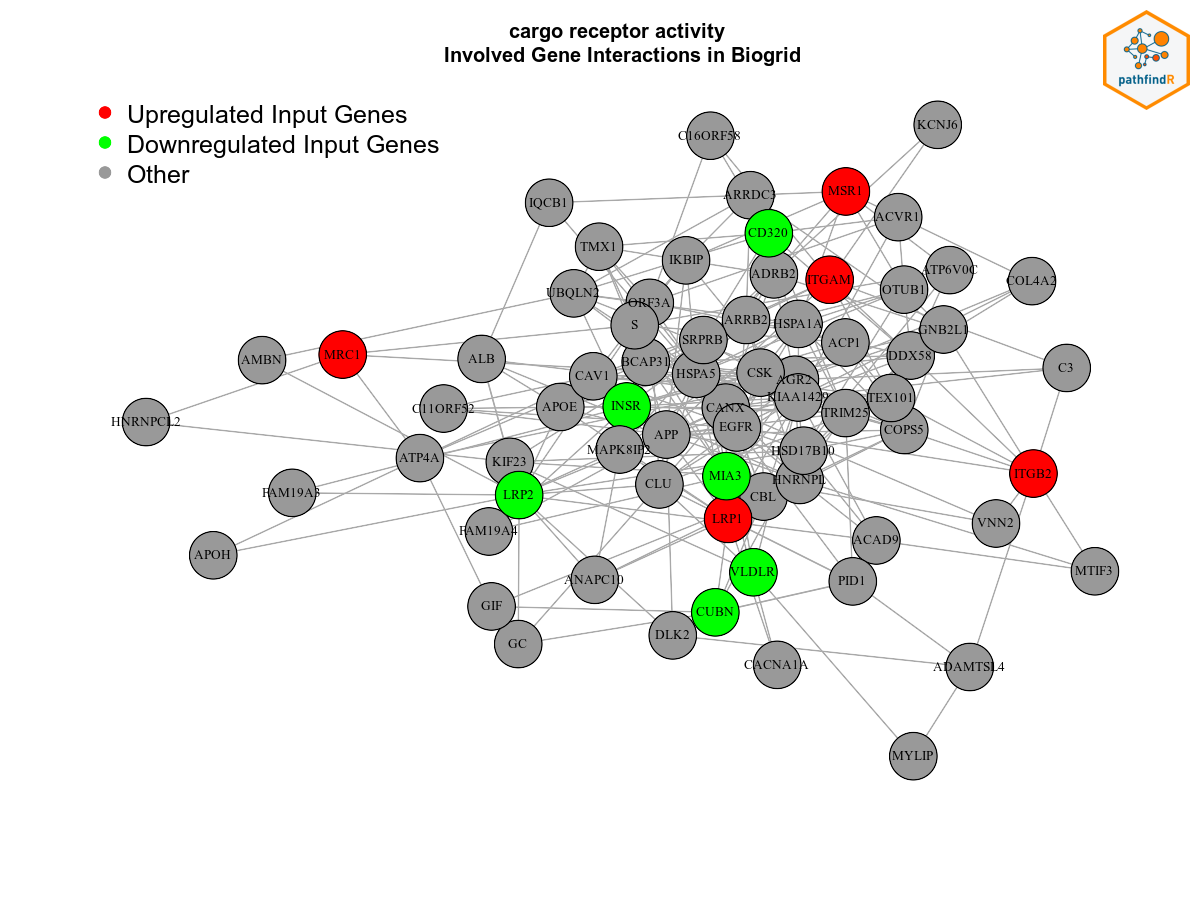 cargo receptor activity
Involved Gene Interactions in Biogrid
pathfindR
Upregulated Input Genes
Downregulated Input Genes
Other
KCNJ6
C16ORF58
MSR1
ARRDC3
IQCB1
ACVR1
CD320
TMX1
IKBIP
ATP6V0C
ADRB2
ITGAM
COL4A2
OTUB1
UBQLN2
ORF3A
ARRB2
HSPA1A
S
GNB2L1
SRPRB
ACP1
MRC1
DDX58
AMBN
ALB
BCAP31
C3
CAV1
HSPA5
CSK
AGR2
KIAA1429
TEX101
C11ORF52
APOE
INSR
CANX
TRIM25
HNRNPCL2
EGFR
COPS5
APP
MAPK8IP2
HSD17B10
ATP4A
KIF23
ITGB2
MIA3
HNRNPL
CLU
FAM19A3
LRP2
CBL
LRP1
VNN2
FAM19A4
ACAD9
APOH
VLDLR
MTIF3
ANAPC10
PID1
GIF
CUBN
DLK2
GC
CACNA1A
ADAMTSL4
MYLIP